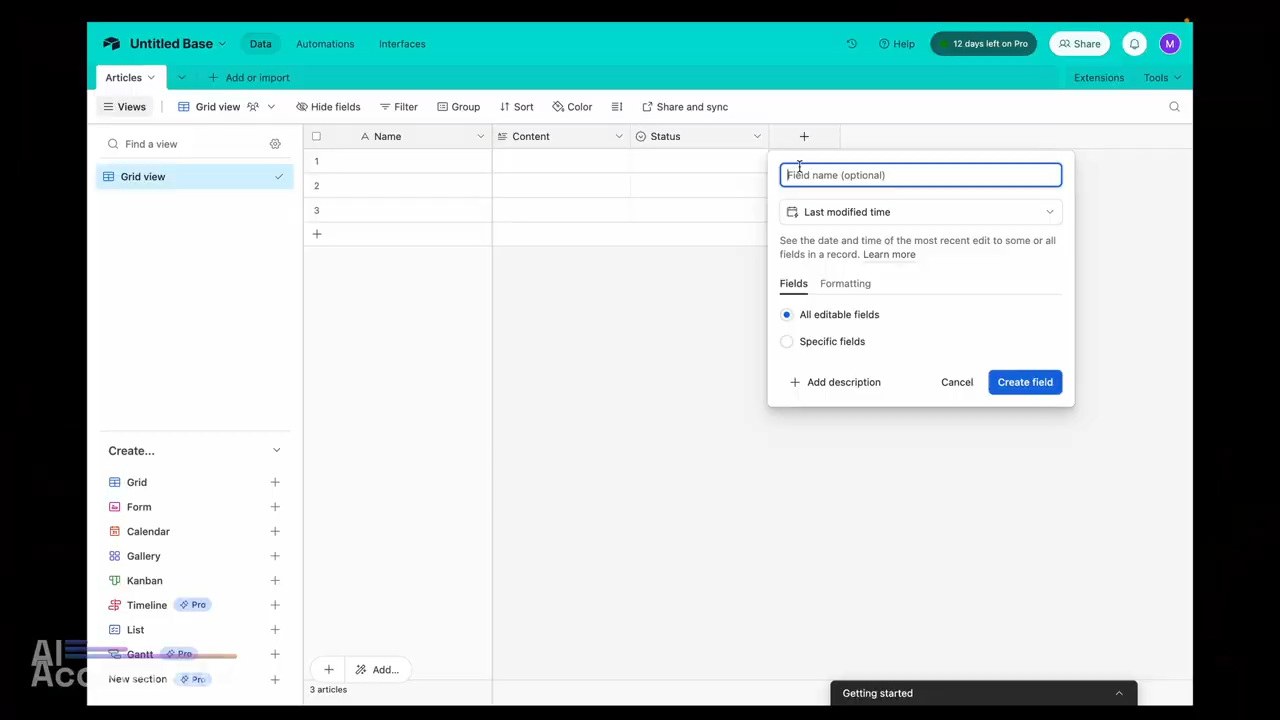 Untitled Base
Data
Automations
Interfaces
Help
12 days left on Pro
Share
M
Articles
Add or import
Extensions
Tools
Views
Grid view
Hide fields
Filter
Group
Sort
Color
Share and sync
Find a view
Name
Content
Status
Grid view
1
2
3
Field name (optional)
Last modified time
See the date and time of the most recent edit to some or all
fields in a record. Learn more
Fields
Formatting
All editable fields
Specific fields
Add description
Cancel
Create field
Create...
Grid
Form
Calendar
Gallery
Kanban
Timeline
Pro
List
Gantt
Pro
New section
Pro
AI
Add...
3 articles
Getting started